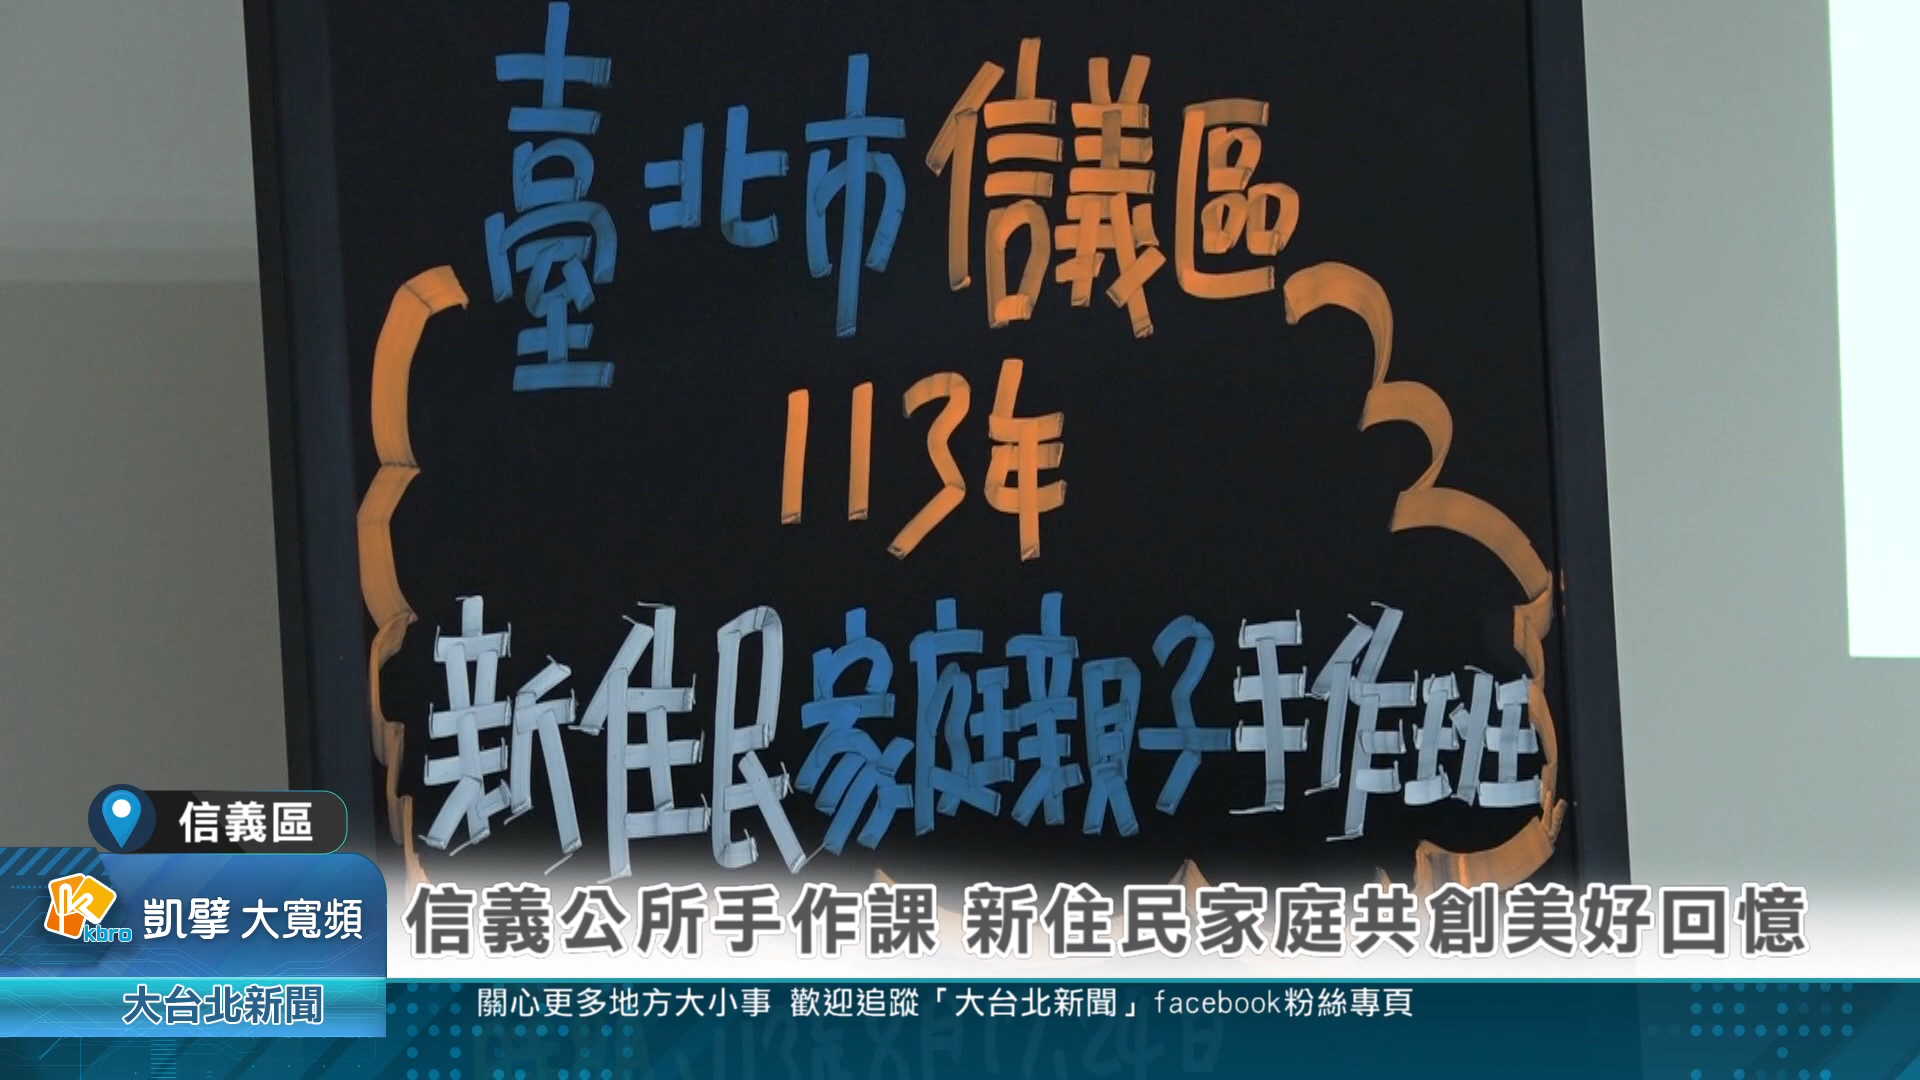 臺北市信義區
113年
新住民家庭親子手作班
信義區
kbro 凱擘大寬頻
信義公所手作課 新住民家庭共創美好回憶
大台北新聞
關心更多地方大小事 歡迎追蹤「大台北新聞」facebook粉絲專頁